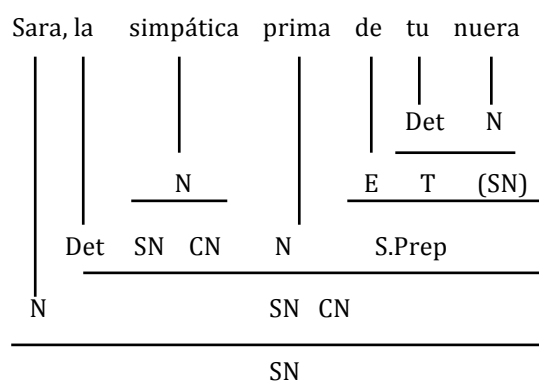 Sara, la simpática prima de tu nuera
Det N
N E T (SN)
Det SN CN N S.Prep
N SN CN
SN